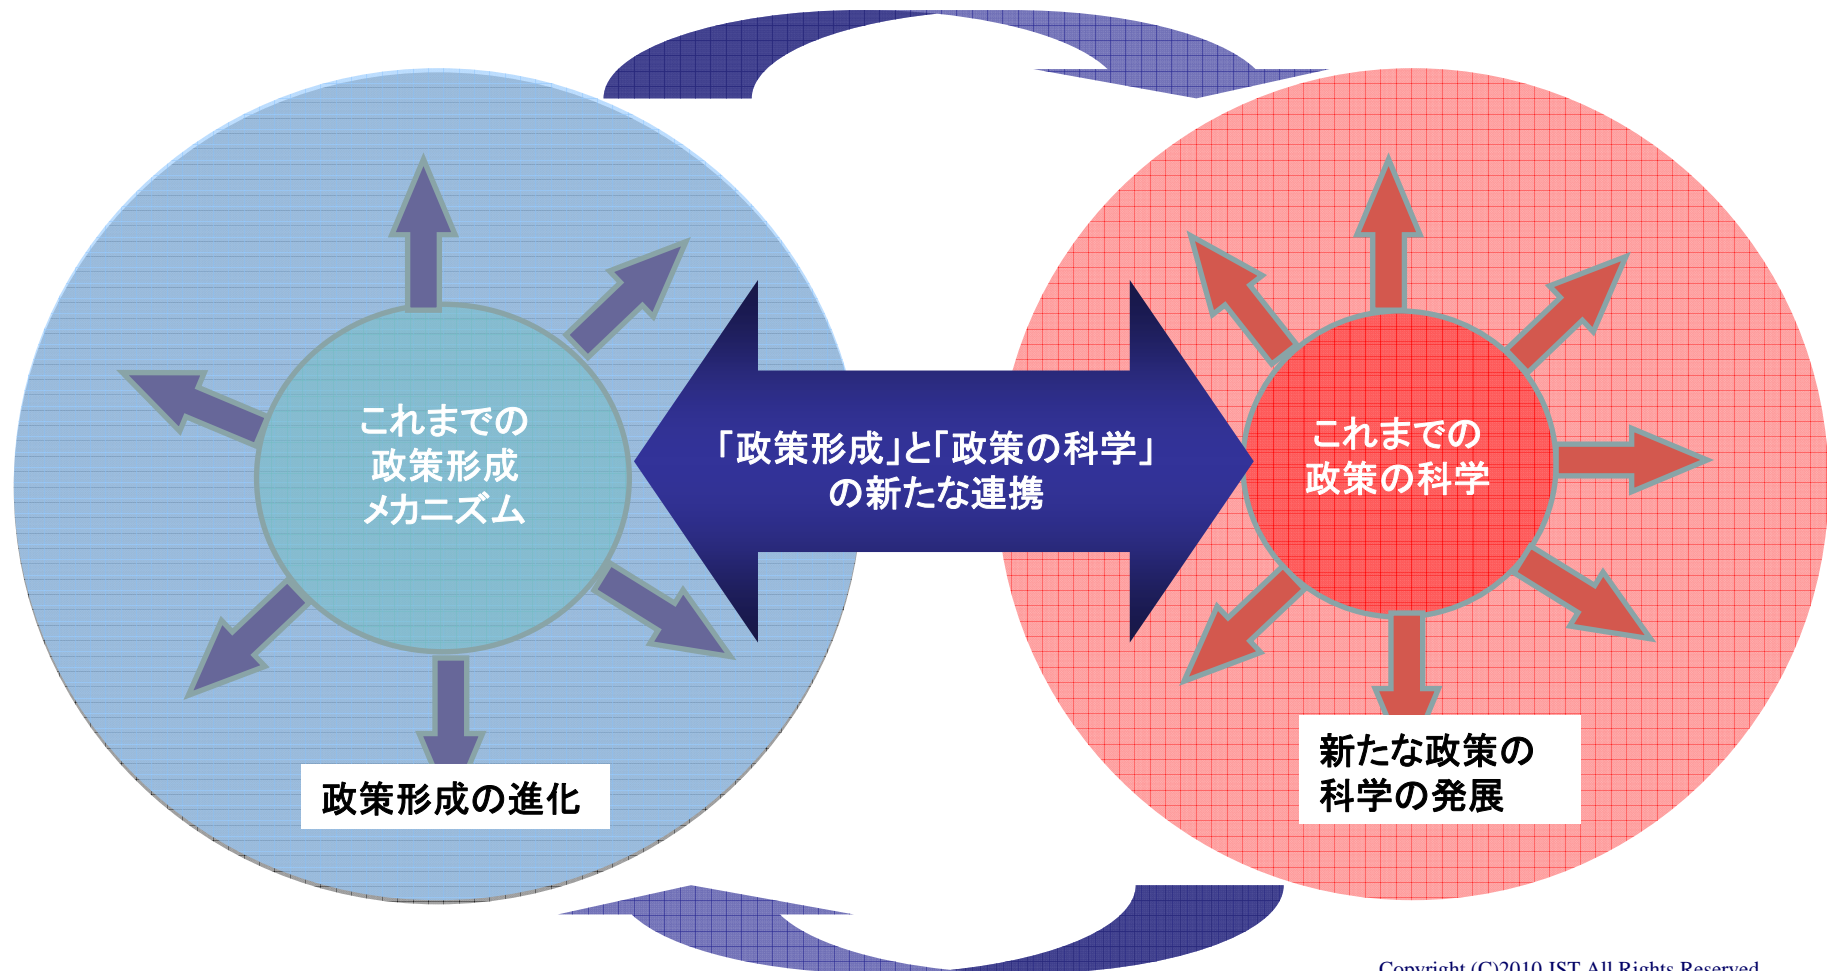 これまでの
政策形成
メカニズム
「政策形成」と「政策の科学」
の新たな連携
これまでの
政策の科学
政策形成の進化
新たな政策の
科学の発展
Copyright (C)2010 JST All Rights Reserved